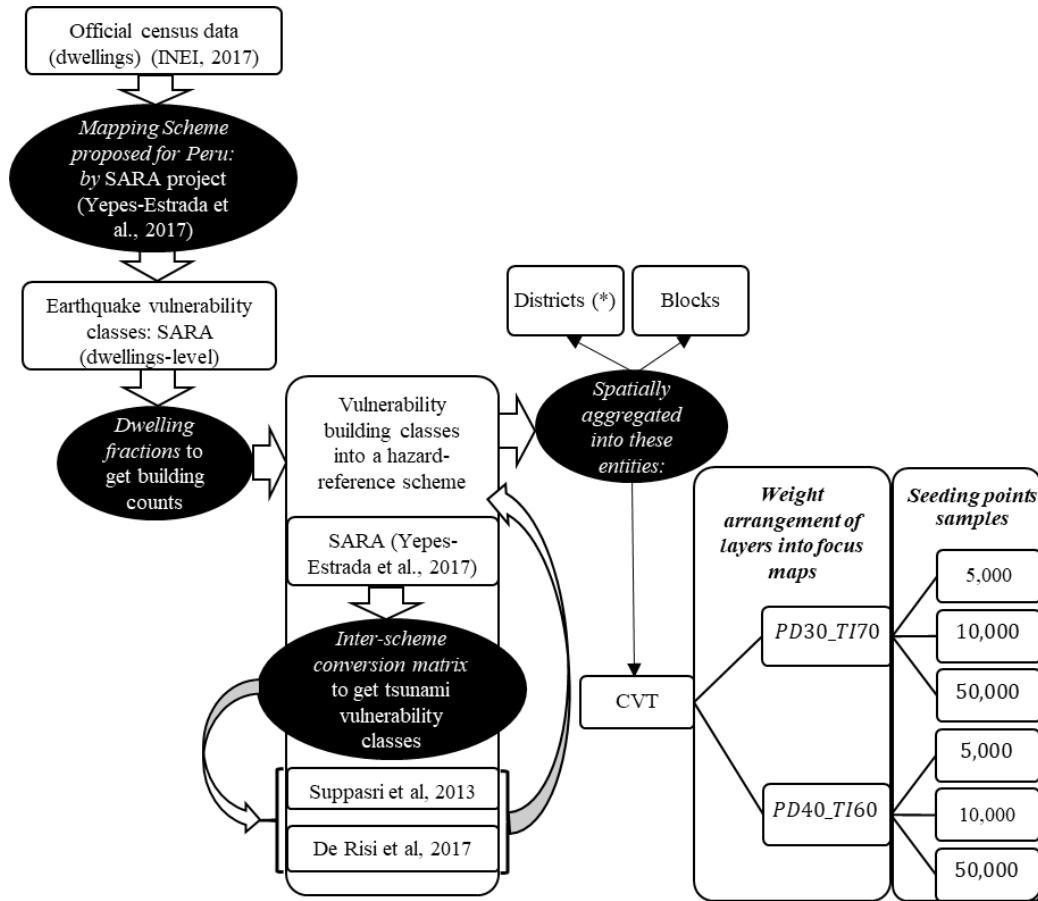 Official census data
(dwellings) (INEI, 2017)
Mapping Scheme
proposed for Peru:
by SARA project
(Yepes-Estrada et
al., 2017)
Earthquake vulnerability
classes: SARA
(dwellings-level)
Dwelling
fractions to
get building
counts
Vulnerability
building classes
into a hazard-
reference scheme
SARA (Yepes-
Estrada et al., 2017)
Inter-scheme
conversion matrix
to get tsunami
vulnerability
classes
Suppasri et al, 2013
De Risi et al, 2017
Districts (*)
Blocks
Spatially
aggregated
into these
entities:
CVT
Weight
arrangement of
layers into focus
maps
PD30_TI70
PD40_TI60
Seeding points
samples
5,000
10,000
50,000
5,000
10,000
50,000